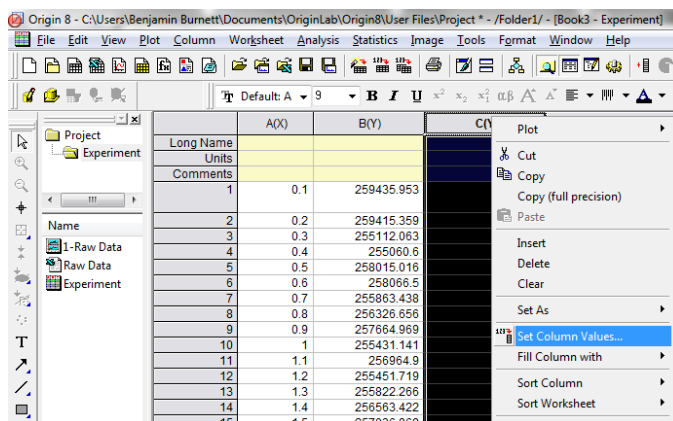 Origin 8 - C:\Users\Benjamin Burnett\Documents\OriginLab\Origin8\User Files\Project * - /Folder1/ - [Book3 - Experiment]
File Edit View Plot Column Worksheet Analysis Statistics Image Tools Format Window Help
Default: A 9 B I U
Project
Experiment
Name
1-Raw Data
Raw Data
Experiment
A(X) B(Y) C(Y
Long Name
Units
Comments
1 0.1 259435.953
2 0.2 259415.359
3 0.3 255112.063
4 0.4 255060.6
5 0.5 258015.016
6 0.6 258066.5
7 0.7 255863.438
8 0.8 256326.656
9 0.9 257664.969
10 1 255431.141
11 1.1 256964.9
12 1.2 255451.719
13 1.3 255822.266
14 1.4 256563.422
Plot
Cut
Copy
Copy (full precision)
Paste
Insert
Delete
Clear
Set As
Set Column Values...
Fill Column with
Sort Column
Sort Worksheet